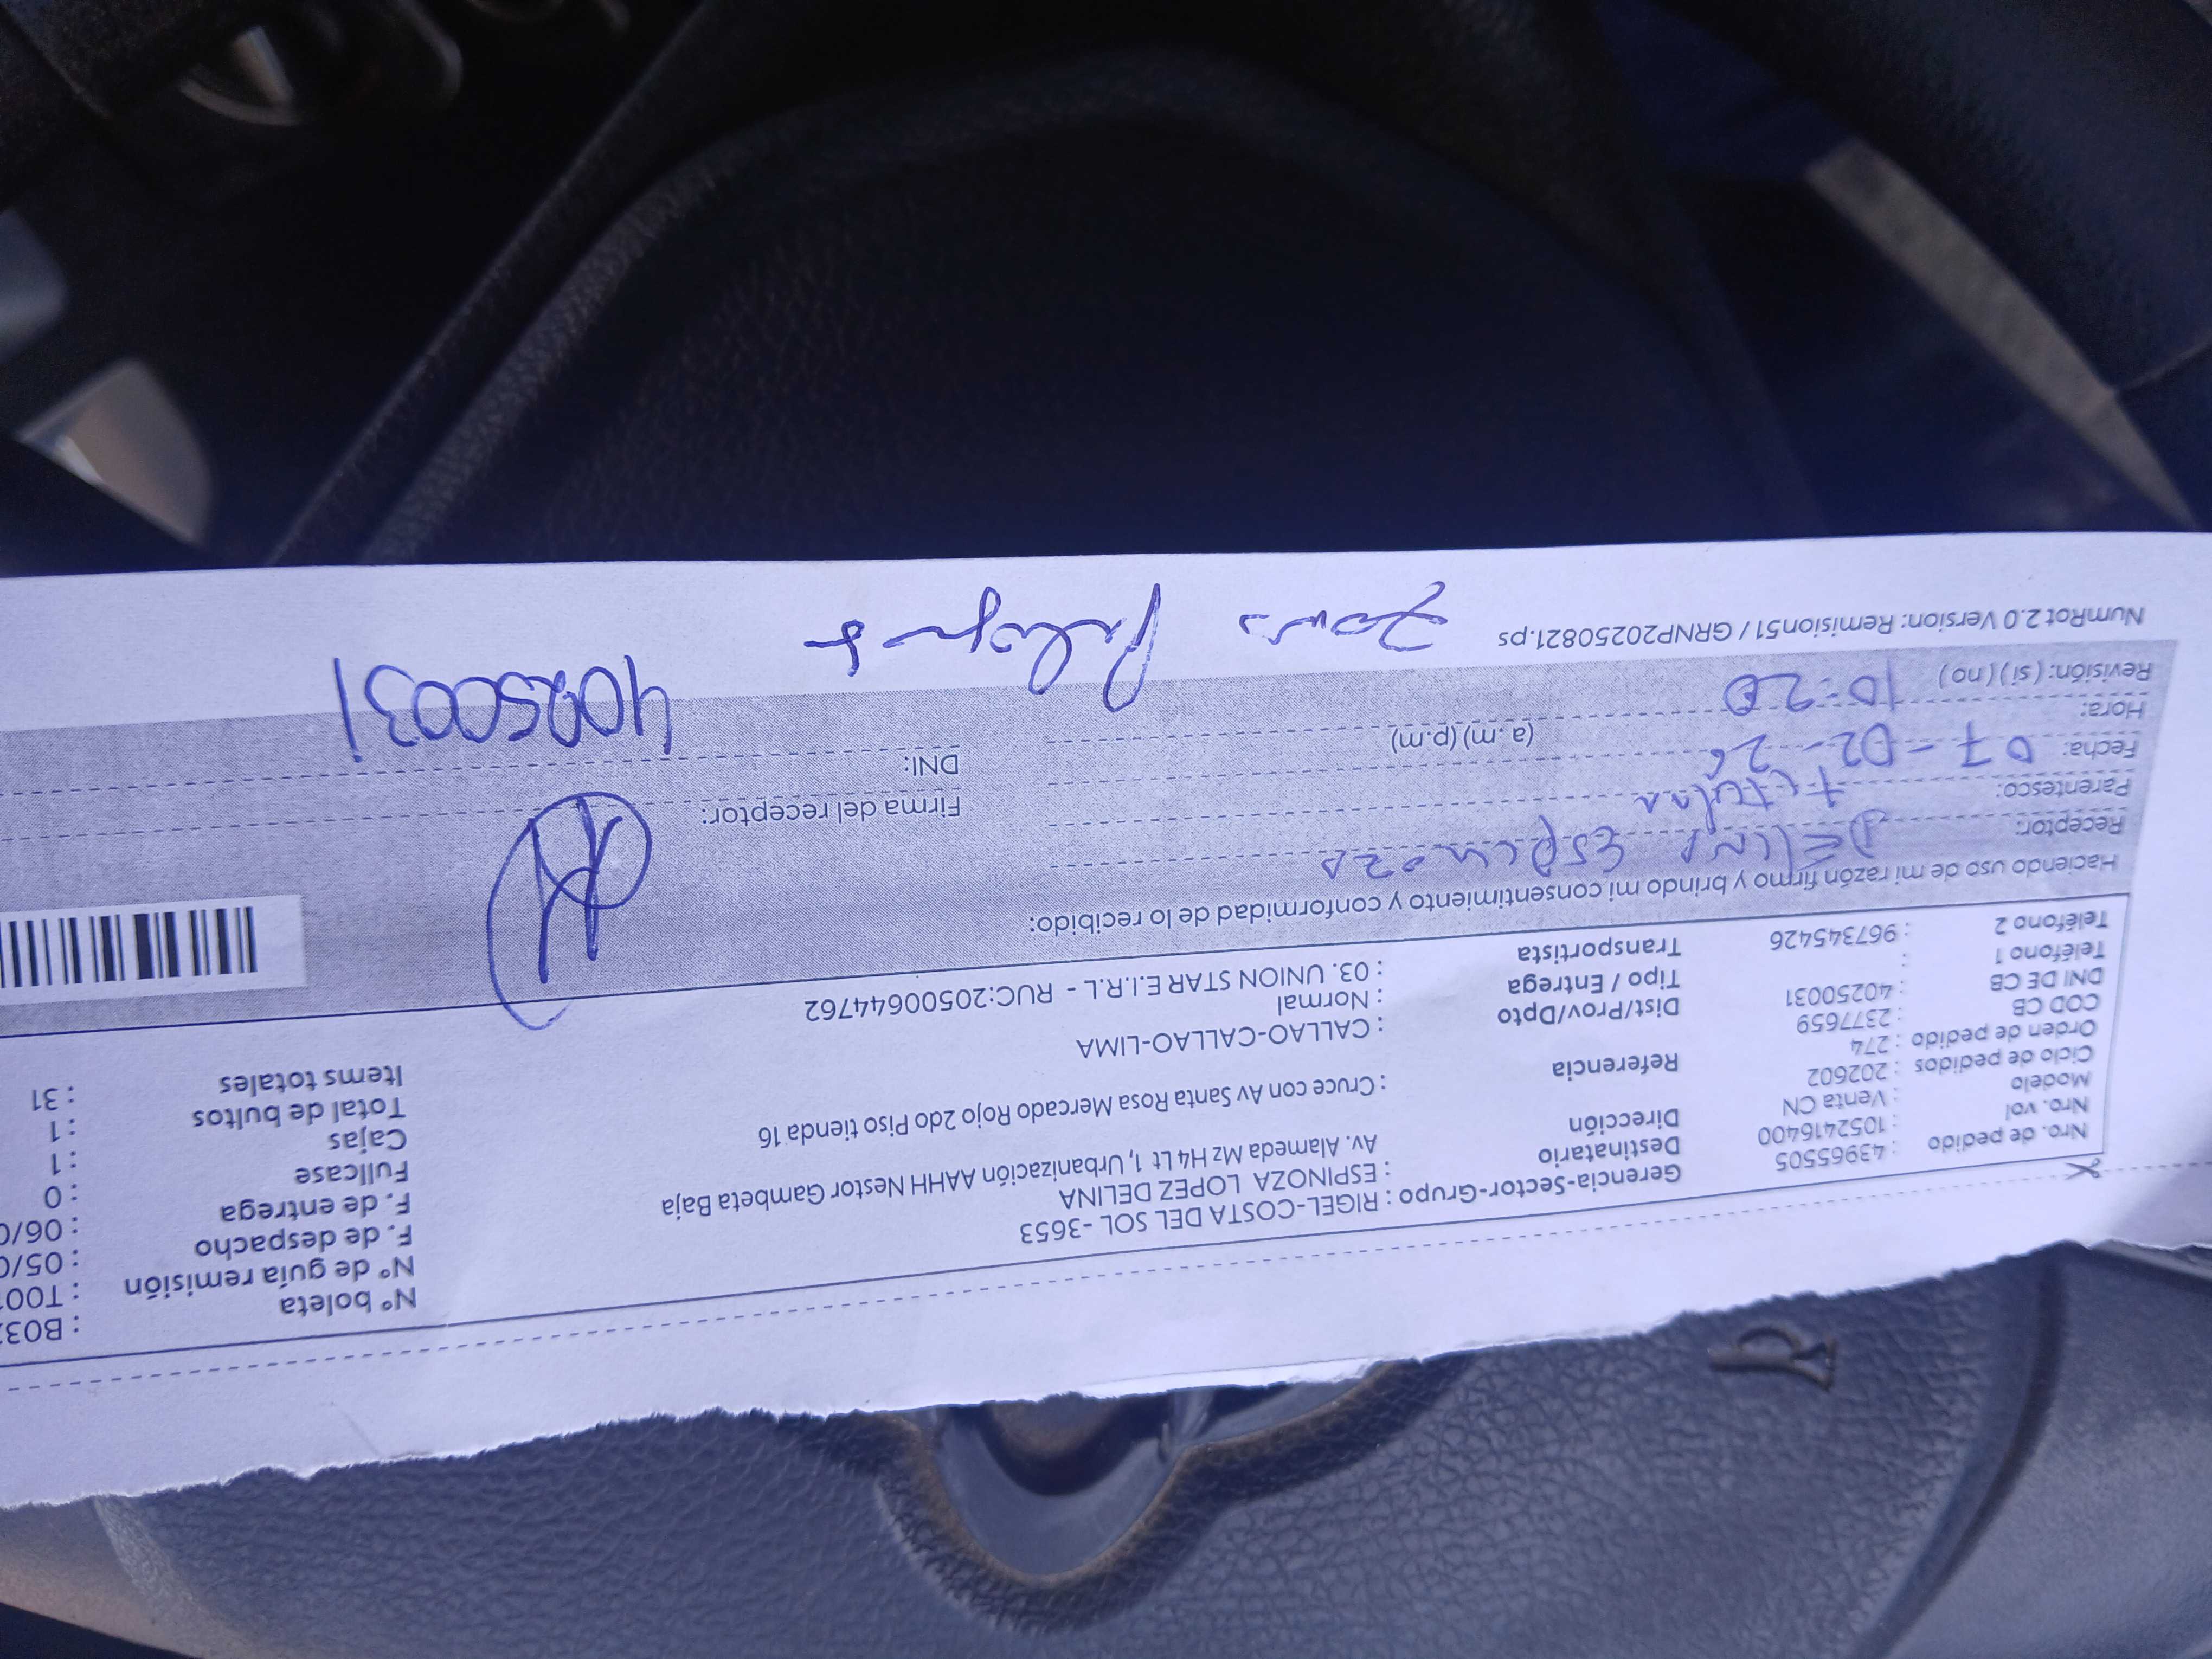 Nro. de pedido : 43965505
Nro. vol : 1052416400
Modelo : Venta CN
Ciclo de pedidos : 202602
Orden de pedido : 274
COD CB : 2377659
DNI DE CB : 40250031
Teléfono 1 :
Teléfono 2 : 967345426
Gerencia-Sector-Grupo : RIGEL-COSTA DEL SOL -3653
Destinatario : ESPINOZA LOPEZ DELINA
Dirección Av. Alameda Mz H4 Lt 1, Urbanización AAHH Nestor Gambeta Baja
Referencia : Cruce con Av Santa Rosa Mercado Rojo 2do Piso tienda 16
Dist/Prov/Dpto : CALLAO-CALLAO-LIMA
Tipo / Entrega : Normal
Transportista : 03. UNION STAR E.I.R.L - RUC:20500644762
N° boleta : B03
N° de guía remisión : T00
F. de despacho : 05/0
F. de entrega : 06/0
Fullcase : 0
Cajas : 1
Total de bultos : 1
Items totales : 31
Haciendo uso de mi razón firmo y brindo mi consentimiento y conformidad de lo recibido:
Receptor: DELINA ESPINOZA
Parentesco: titular
Fecha: 07-02-26
Hora: 10:20 (a. m) (p.m)
Revisión: ( si ) ( no )
Firma del receptor:
DNI: 40250031
NumRot 2.0 Version: Remision51 / GRNP20250821.ps